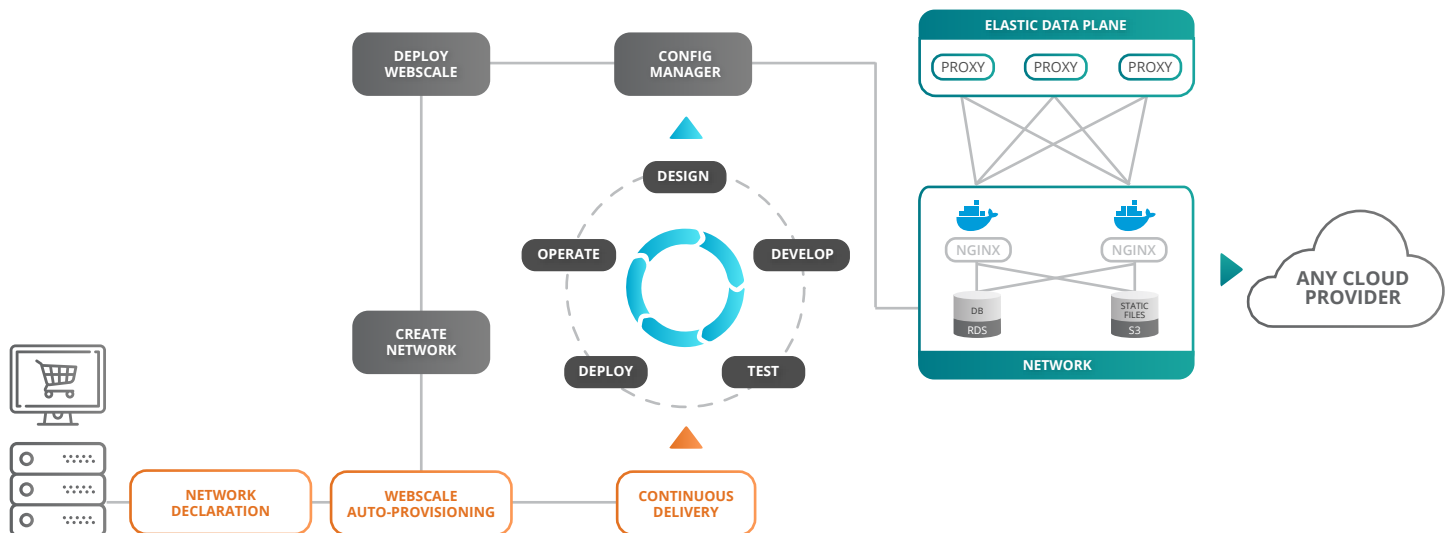 DEPLOY
WEBSCALE
CONFIG
MANAGER
ELASTIC DATA PLANE
PROXY
PROXY
PROXY
DESIGN
OPERATE
DEVELOP
DEPLOY
TEST
CREATE
NETWORK
NGINX
NGINX
DB
RDS
STATIC
FILES
S3
NETWORK
ANY CLOUD
PROVIDER
NETWORK
DECLARATION
WEBSCALE
AUTO-PROVISIONING
CONTINUOUS
DELIVERY